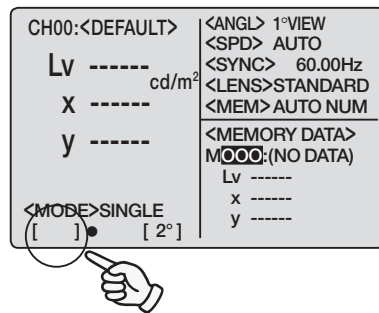 CH00:<DEFAULT>
Lv ------ cd/m²
x ------
y ------
<MODE>SINGLE
[ ]● [ 2°]
<ANGL> 1°VIEW
<SPD> AUTO
<SYNC> 60.00Hz
<LENS>STANDARD
<MEM>AUTO NUM
<MEMORY DATA>
M000:(NO DATA)
Lv ------
x ------
y ------